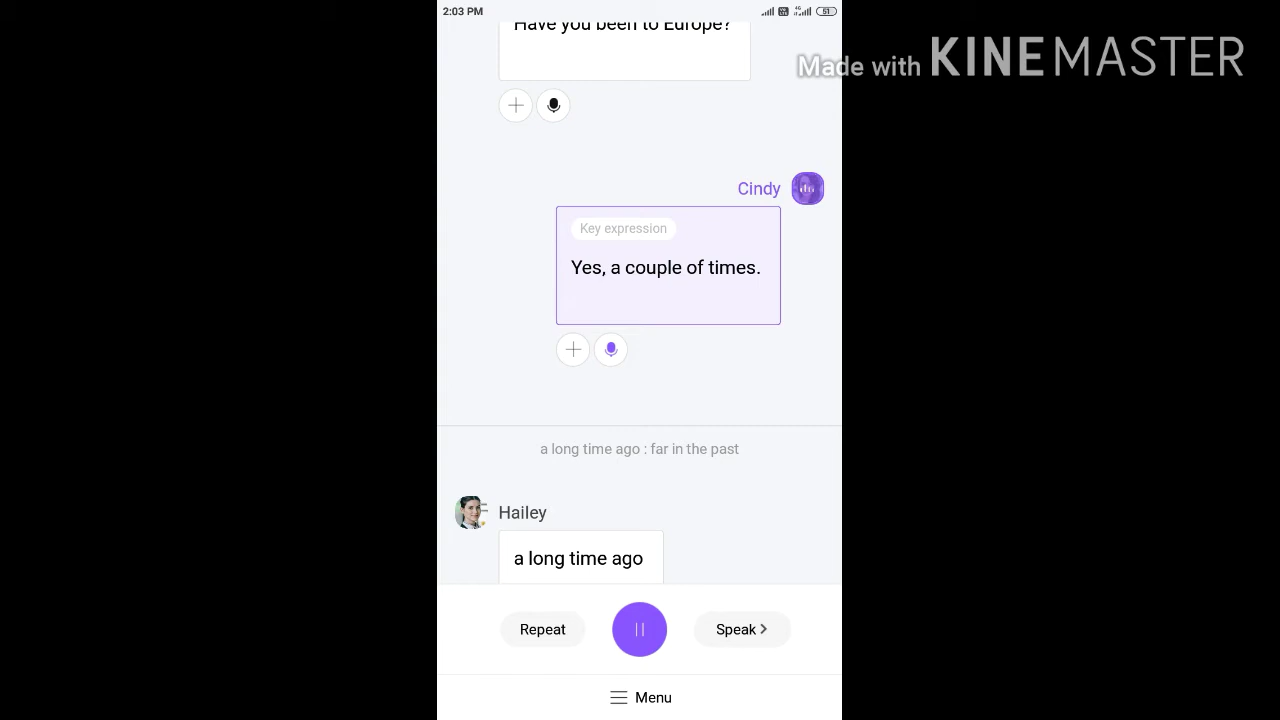 2:03 PM
51
Have you been to Europe?
Made with KINEMASTER
Cindy
Key expression
Yes, a couple of times.
a long time ago : far in the past
Hailey
a long time ago
Repeat
Speak
Menu